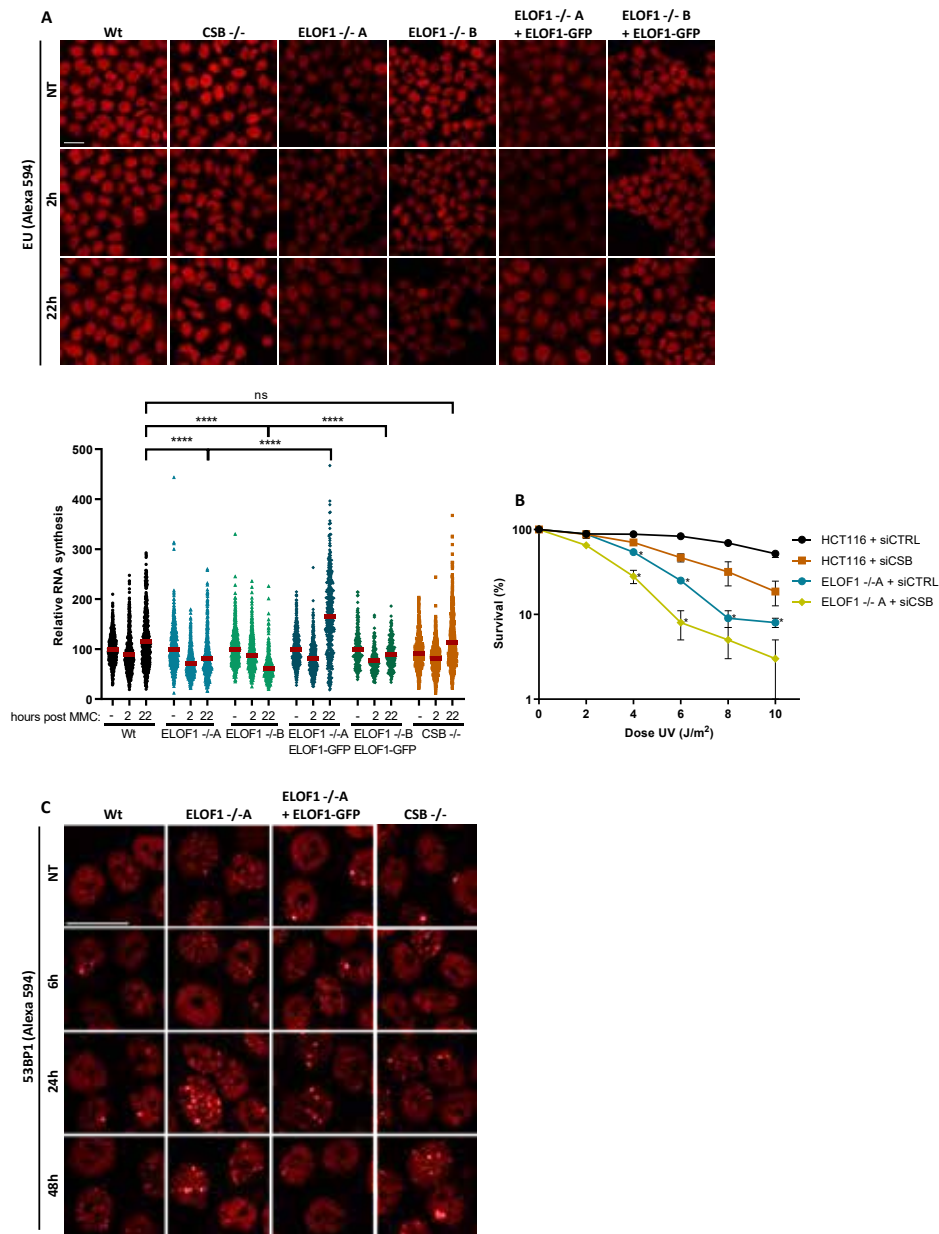 A
Wt
CSB -/-
ELOF1 -/- A
ELOF1 -/- B
ELOF1 -/- A
+ ELOF1-GFP
ELOF1 -/- B
+ ELOF1-GFP
EU (Alexa 594)
NT
2h
22h
ns
**** ****
**** ****
Relative RNA synthesis
500
400
300
200
100
0
hours post MMC: - 2 22 - 2 22 - 2 22 - 2 22 - 2 22 - 2 22
Wt ELOF1 -/-A ELOF1 -/-B ELOF1 -/-A ELOF1 -/-B CSB -/-
ELOF1-GFP ELOF1-GFP
B
Survival (%)
100
10
1
0 2 4 6 8 10
Dose UV (J/m²)
* * * *
* *
HCT116 + siCTRL
HCT116 + siCSB
ELOF1 -/-A + siCTRL
ELOF1 -/- A + siCSB
C
Wt
ELOF1 -/-A
ELOF1 -/-A
+ ELOF1-GFP
CSB -/-
53BP1 (Alexa 594)
NT
6h
24h
48h